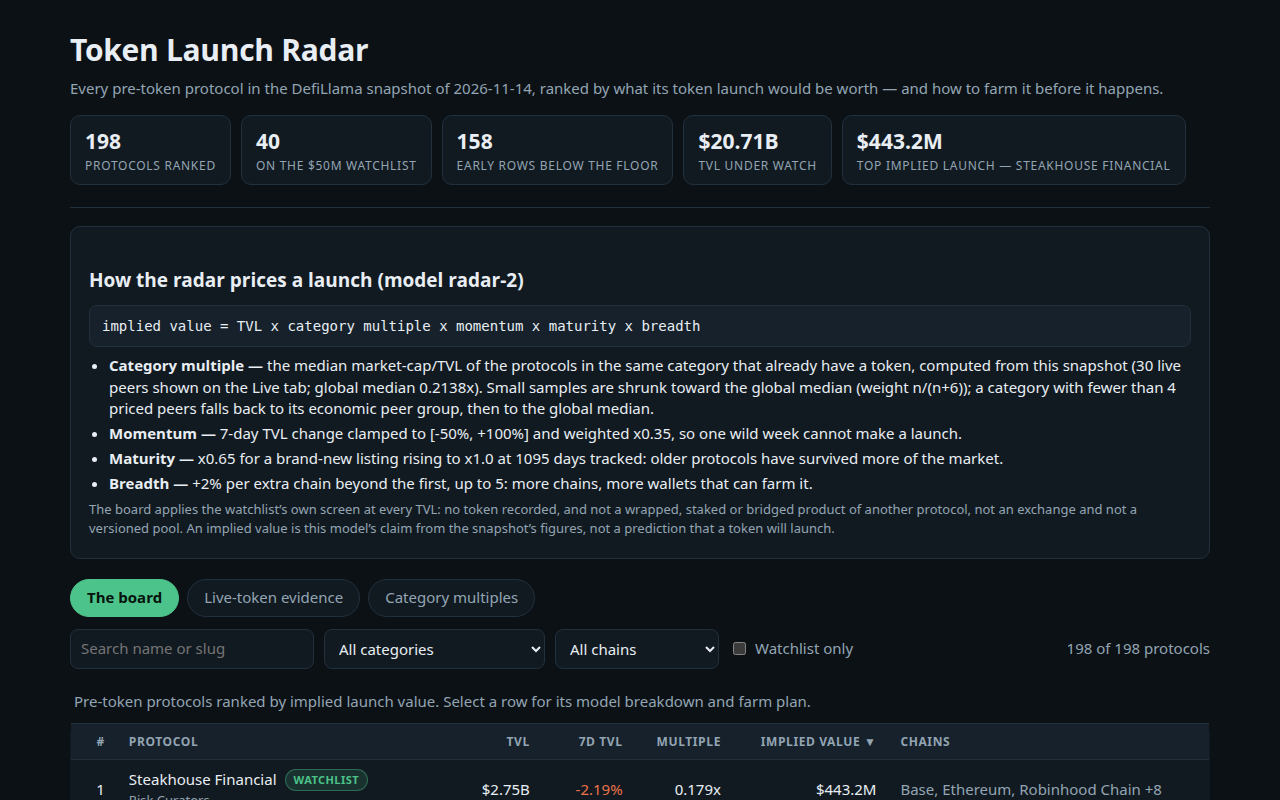 Token Launch Radar
Every pre-token protocol in the DefiLlama snapshot of 2026-11-14, ranked by what its token launch would be worth — and how to farm it before it happens.
198
PROTOCOLS RANKED
40
ON THE $50M WATCHLIST
158
EARLY ROWS BELOW THE FLOOR
$20.71B
TVL UNDER WATCH
$443.2M
TOP IMPLIED LAUNCH — STEAKHOUSE FINANCIAL
How the radar prices a launch (model radar-2)
implied value = TVL x category multiple x momentum x maturity x breadth
• Category multiple — the median market-cap/TVL of the protocols in the same category that already have a token, computed from this snapshot (30 live
peers shown on the Live tab; global median 0.2138x). Small samples are shrunk toward the global median (weight n/(n+6)); a category with fewer than 4
priced peers falls back to its economic peer group, then to the global median.
• Momentum — 7-day TVL change clamped to [-50%, +100%] and weighted x0.35, so one wild week cannot make a launch.
• Maturity — x0.65 for a brand-new listing rising to x1.0 at 1095 days tracked: older protocols have survived more of the market.
• Breadth — +2% per extra chain beyond the first, up to 5: more chains, more wallets that can farm it.
The board applies the watchlist’s own screen at every TVL: no token recorded, and not a wrapped, staked or bridged product of another protocol, not an exchange and not a
versioned pool. An implied value is this model’s claim from the snapshot’s figures, not a prediction that a token will launch.
The board
Live-token evidence
Category multiples
Search name or slug
All categories
All chains
Watchlist only
198 of 198 protocols
Pre-token protocols ranked by implied launch value. Select a row for its model breakdown and farm plan.
# PROTOCOL TVL 7D TVL MULTIPLE IMPLIED VALUE ▼ CHAINS
1 Steakhouse Financial WATCHLIST $2.75B -2.19% 0.179x $443.2M Base, Ethereum, Robinhood Chain +8
Risk Curators